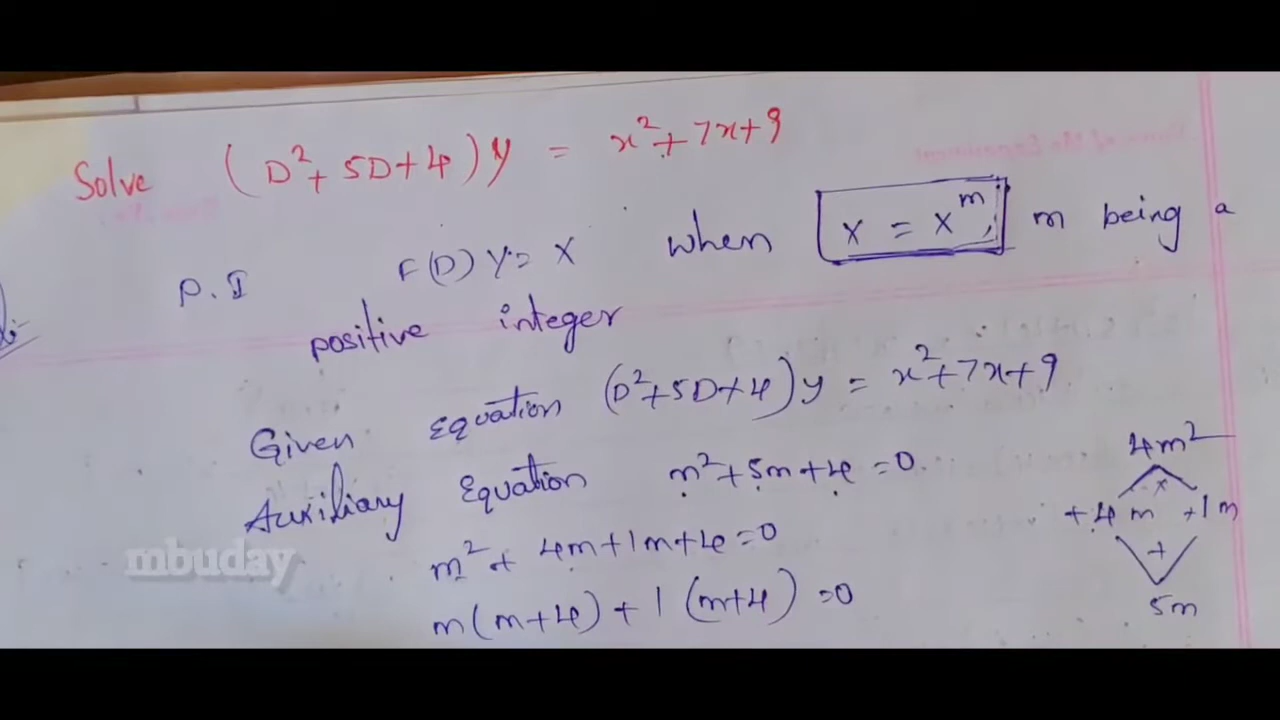 Solve (D²+5D+4)y = x²+7x+9
P.I F(D)y = X when X = x^m, m being a
positive integer
Given Equation (D²+5D+4)y = x²+7x+9
Auxiliary Equation m²+5m+4=0
m²+4m+1m+4=0
m(m+4)+1(m+4)=0
4m²
x
+4m +1m
+
5m
mbuday